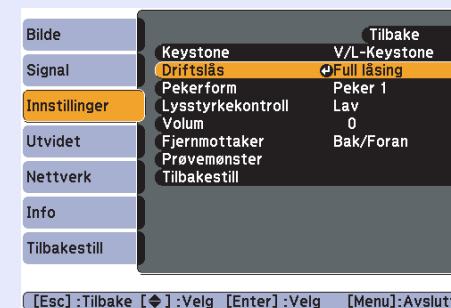 Bilde
Signal
Innstillinger
Utvidet
Nettverk
Info
Tilbakestill
Tilbake
Keystone V/L-Keystone
Driftslås Full låsing
Pekerform Peker 1
Lysstyrkekontroll Lav
Volum 0
Fjernmottaker Bak/Foran
Prøvemønster
Tilbakestill
[Esc] :Tilbake [◆] :Velg [Enter] :Velg [Menu]:Avslutt